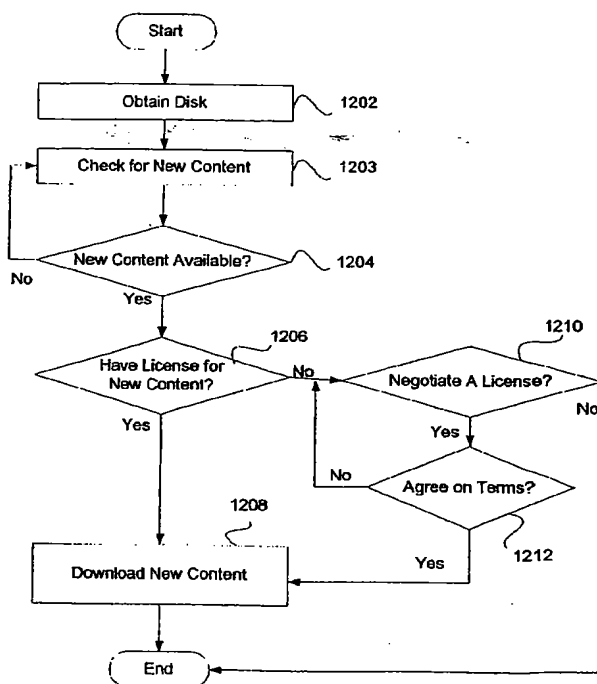 Start
Obtain Disk
1202
Check for New Content
1203
New Content Available?
1204
No
Yes
1206
Have License for
New Content?
No
Yes
1210
Negotiate A License?
No
Yes
Agree on Terms?
No
1212
Yes
1208
Download New Content
End